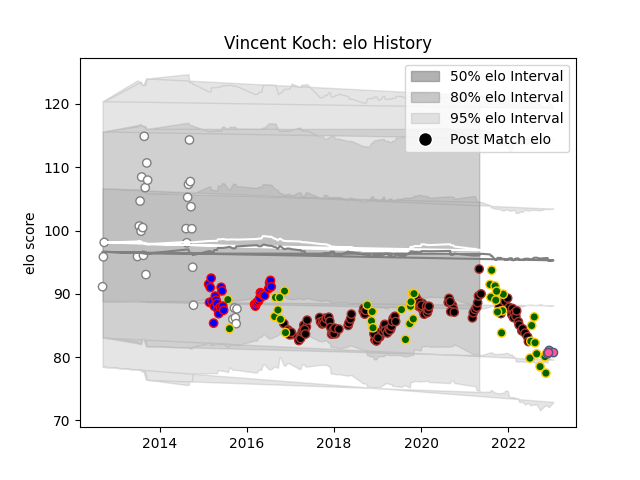 Vincent Koch: elo History
50% elo Interval
80% elo Interval
95% elo Interval
Post Match elo
elo score
120
110
100
90
80
70
2014
2016
2018
2020
2022